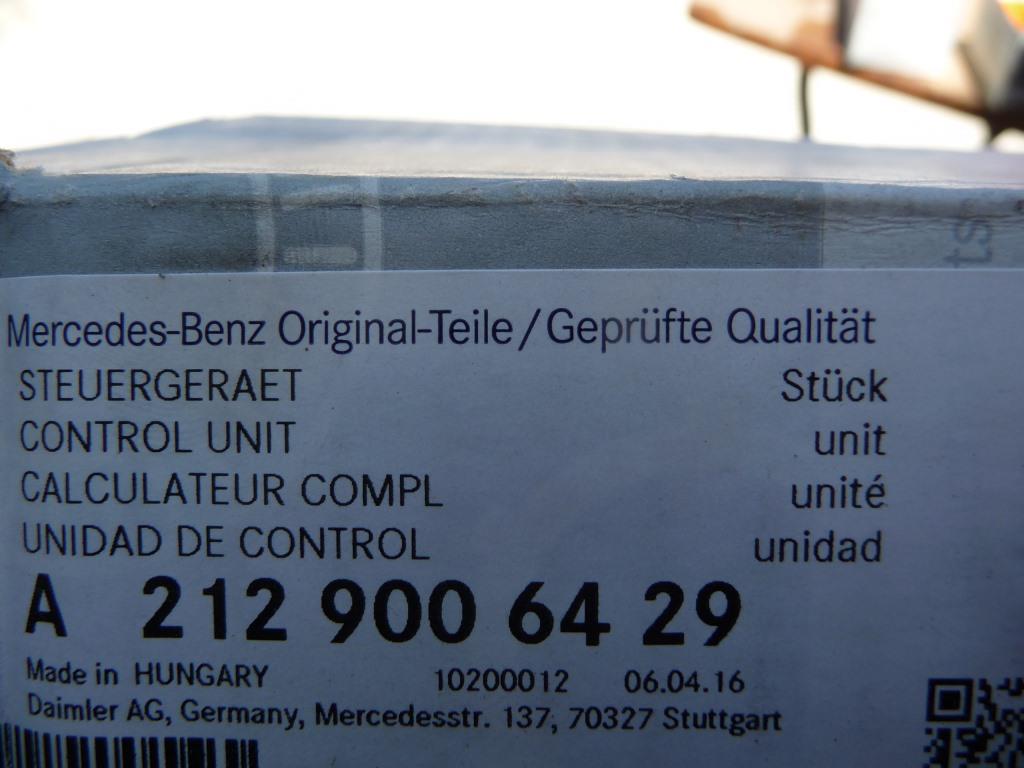 Mercedes-Benz Original-Teile/Geprüfte Qualität
STEUERGERAET Stück
CONTROL UNIT unit
CALCULATEUR COMPL unité
UNIDAD DE CONTROL unidad
A 212 900 64 29
Made in HUNGARY 10200012 06.04.16
Daimler AG, Germany, Mercedesstr. 137, 70327 Stuttgart